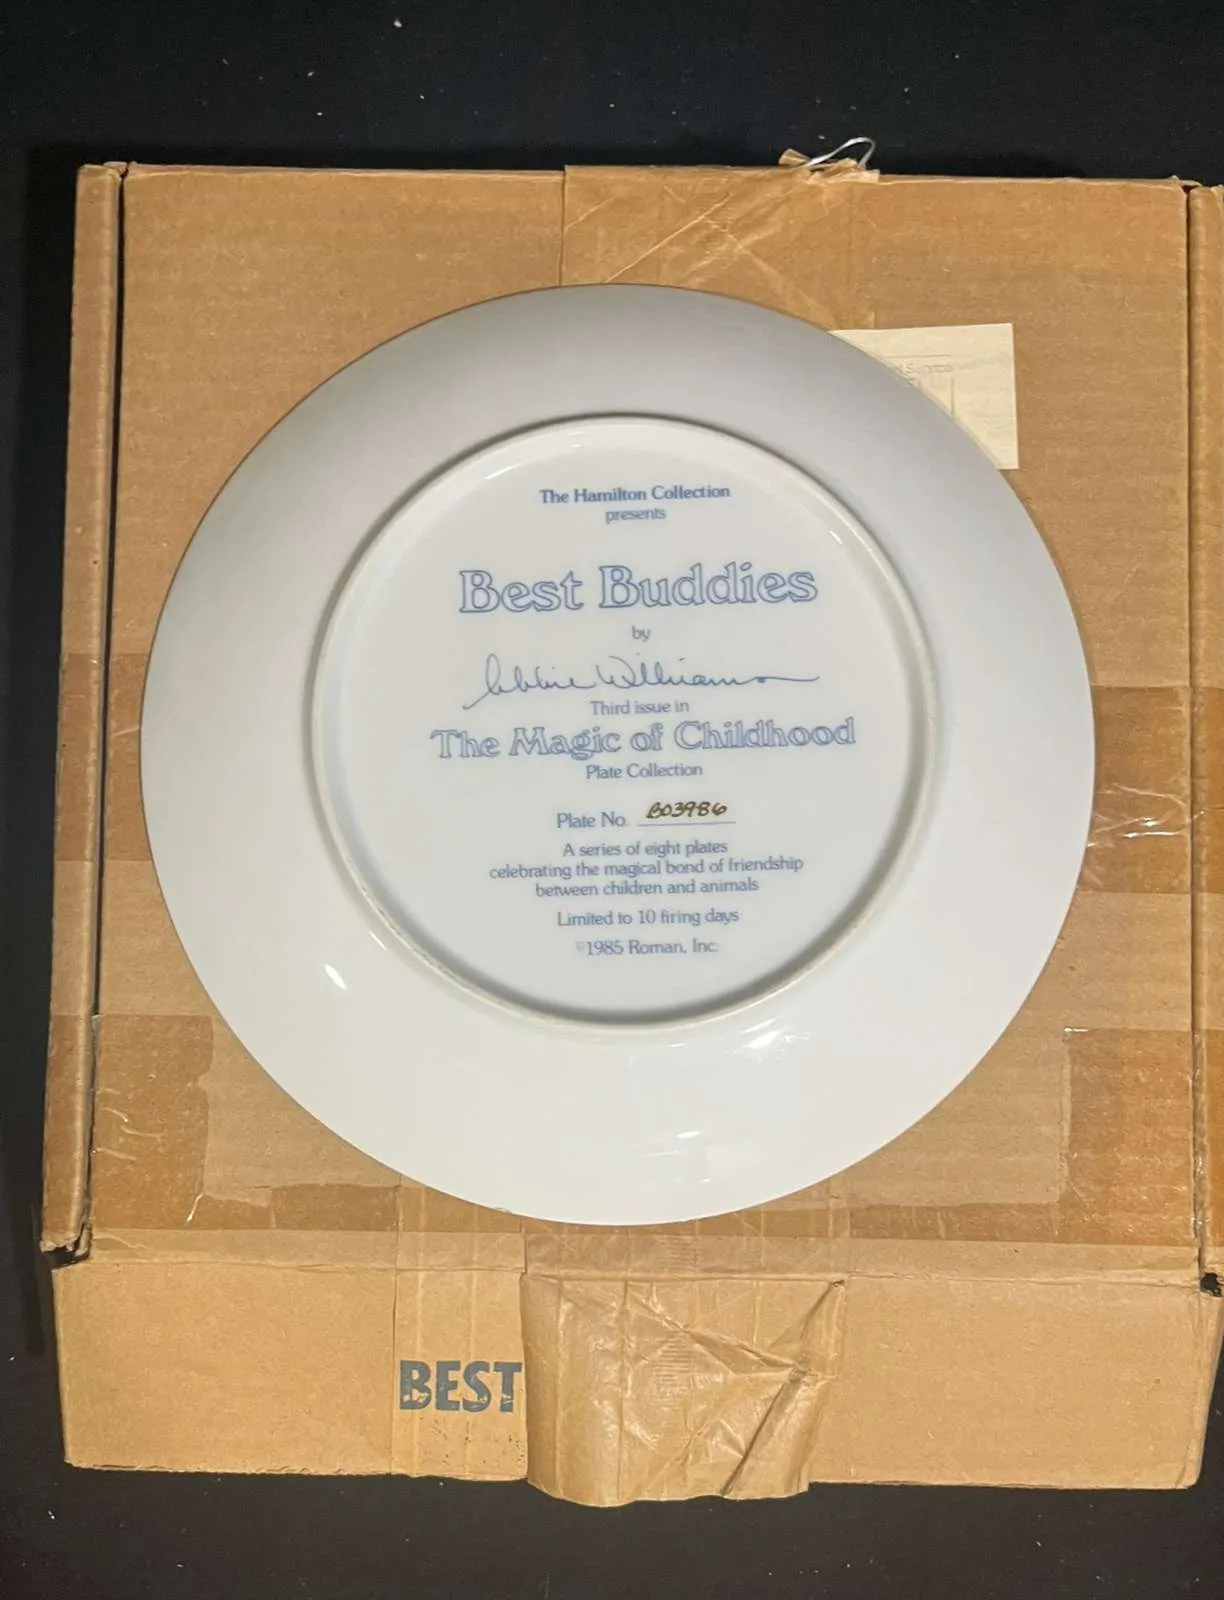 The Hamilton Collection
presents
Best Buddies
by
Abbie Williams
Third issue in
The Magic of Childhood
Plate Collection
Plate No. B03986
A series of eight plates
celebrating the magical bond of friendship
between children and animals
Limited to 10 firing days
©1985 Roman, Inc.
BEST